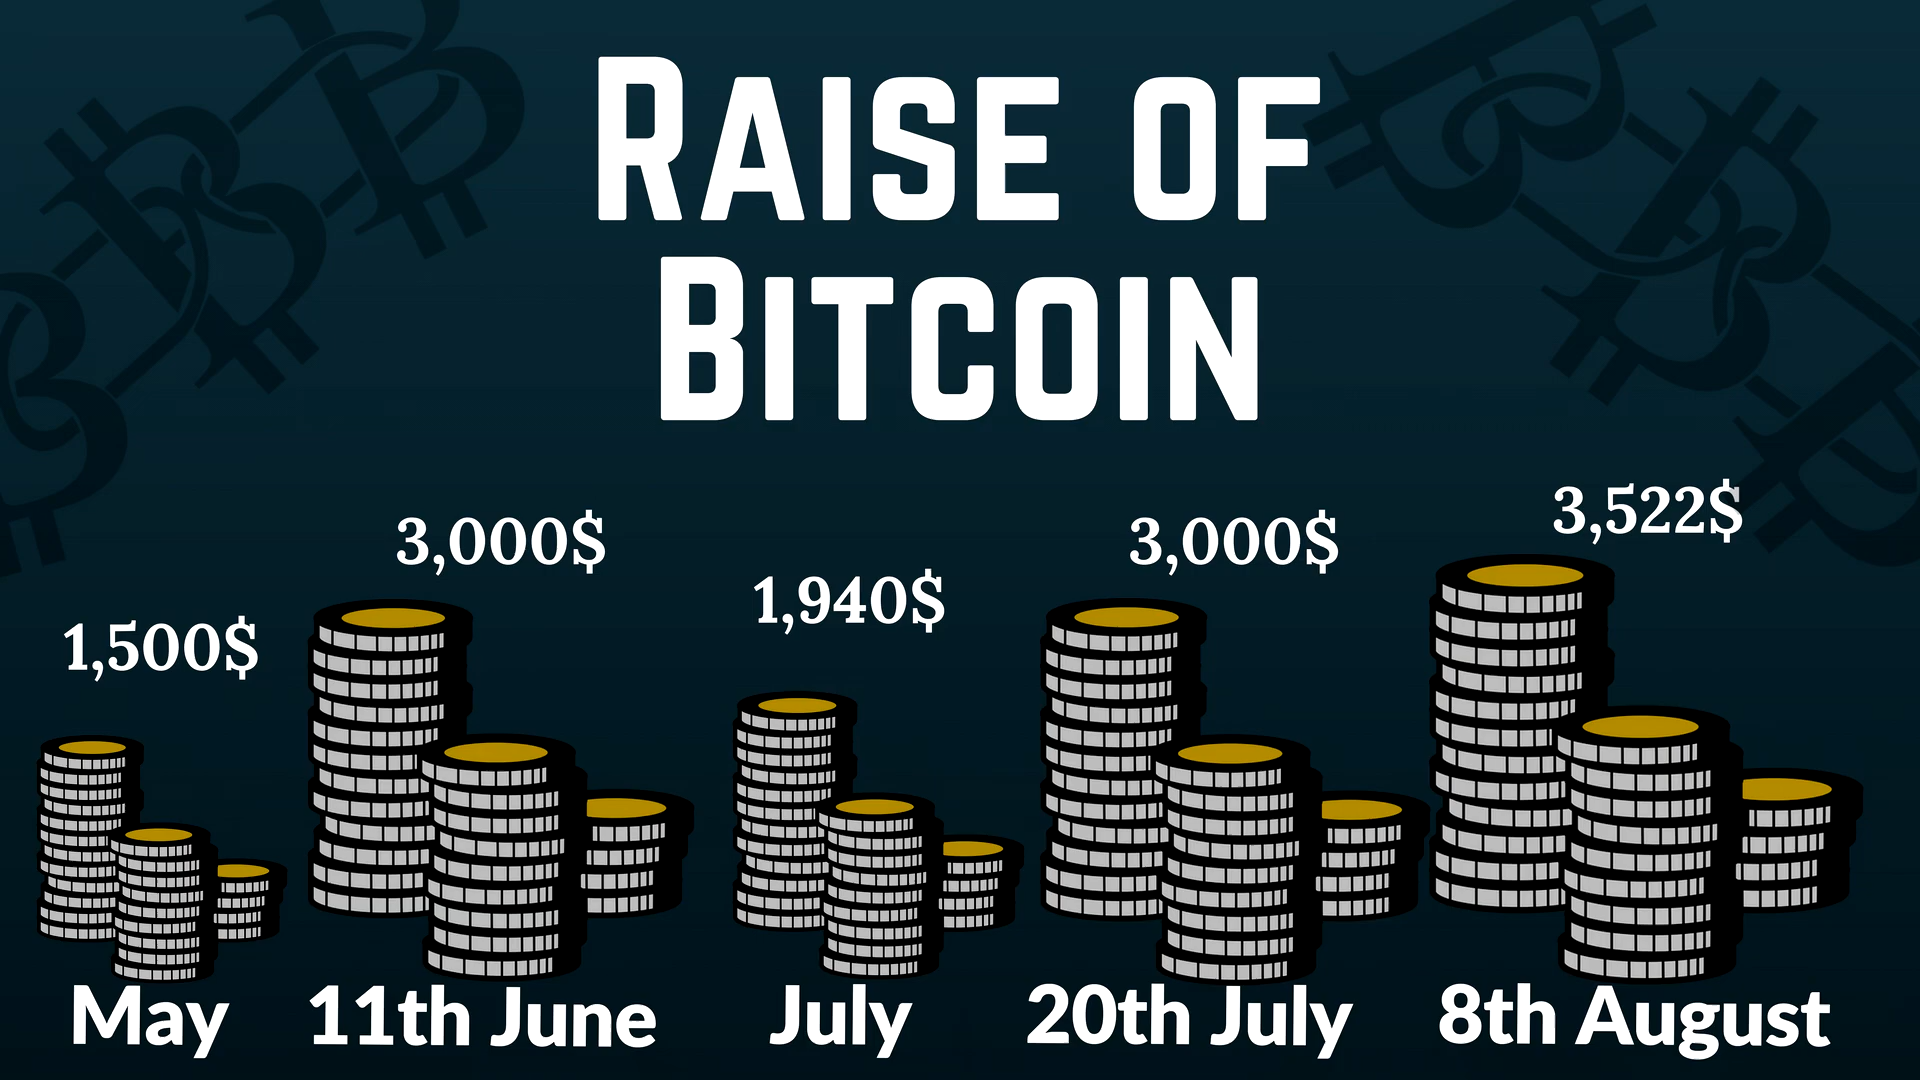 RAISE OF
BITCOIN
1,500$
3,000$
1,940$
3,000$
3,522$
May
11th June
July
20th July
8th August